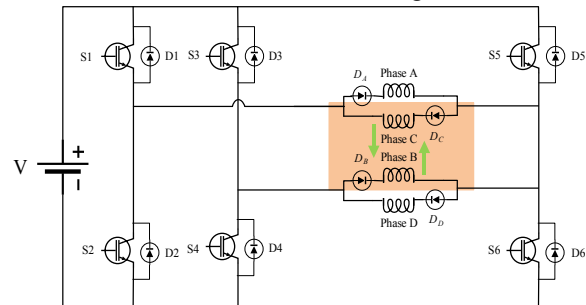 S1 D1 S3 D3 S5 D5
D_A Phase A
Phase C D_C
V + −
D_B Phase B
Phase D D_D
S2 D2 S4 D4 S6 D6